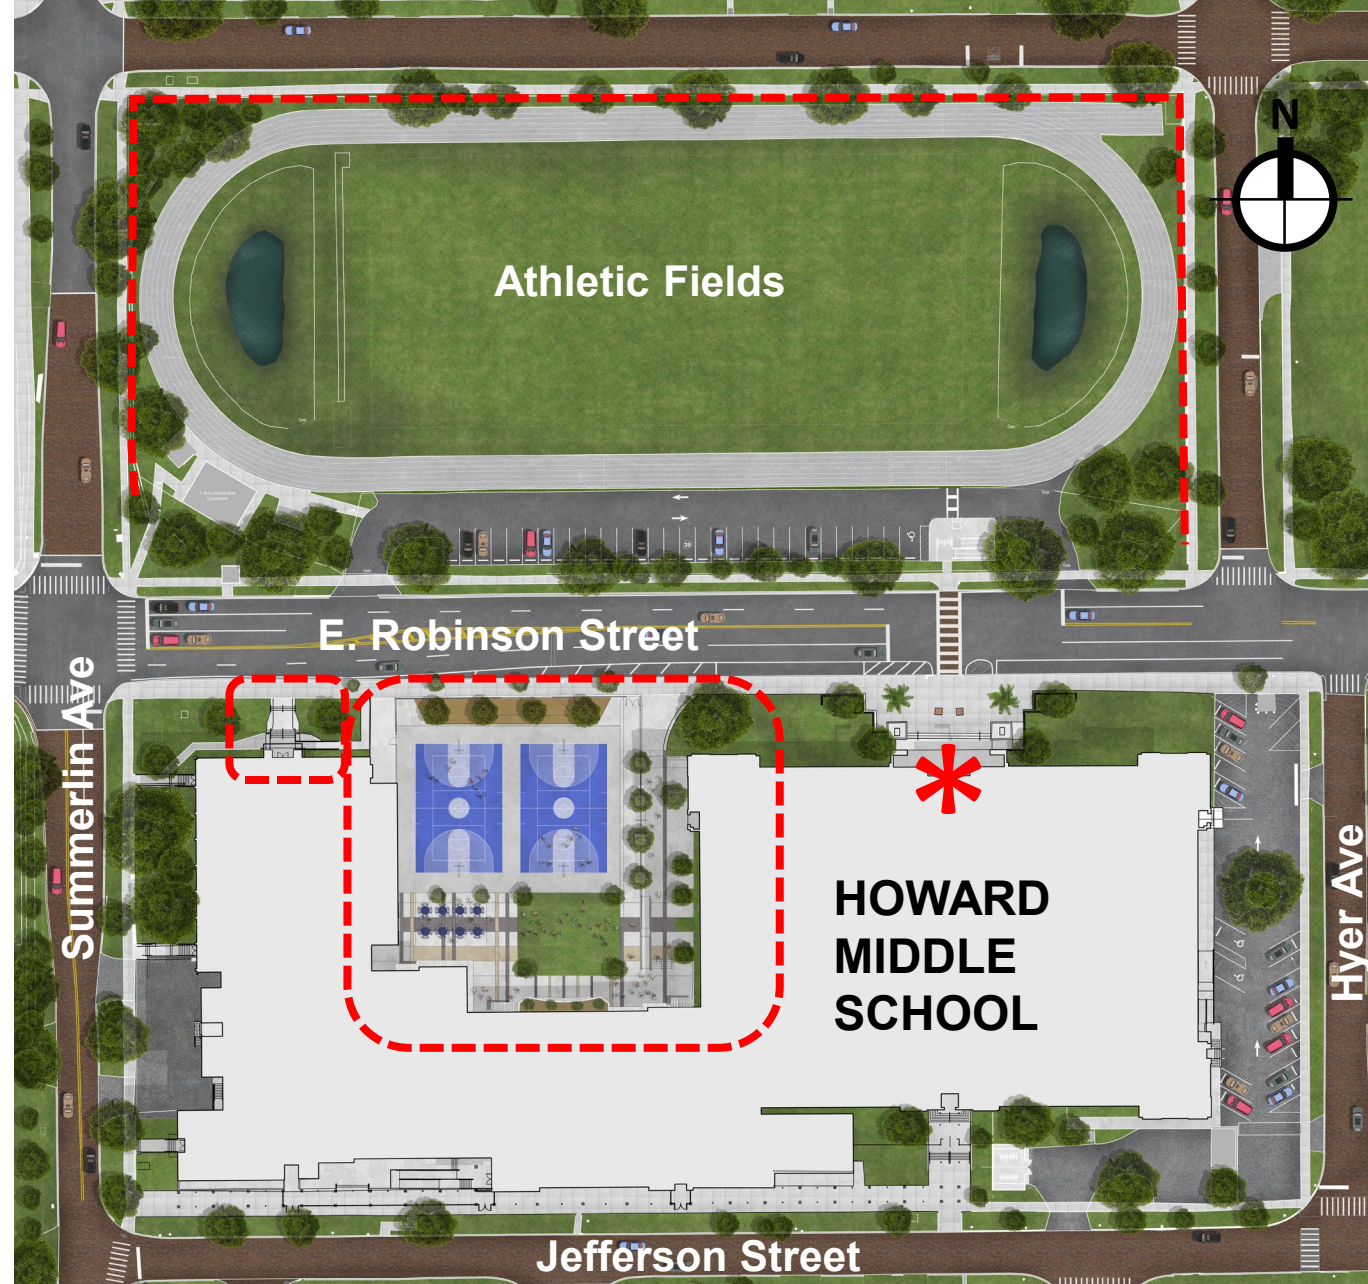 N
Athletic Fields
E. Robinson Street
Summerlin Ave
HOWARD
MIDDLE
SCHOOL
Hyer Ave
Jefferson Street